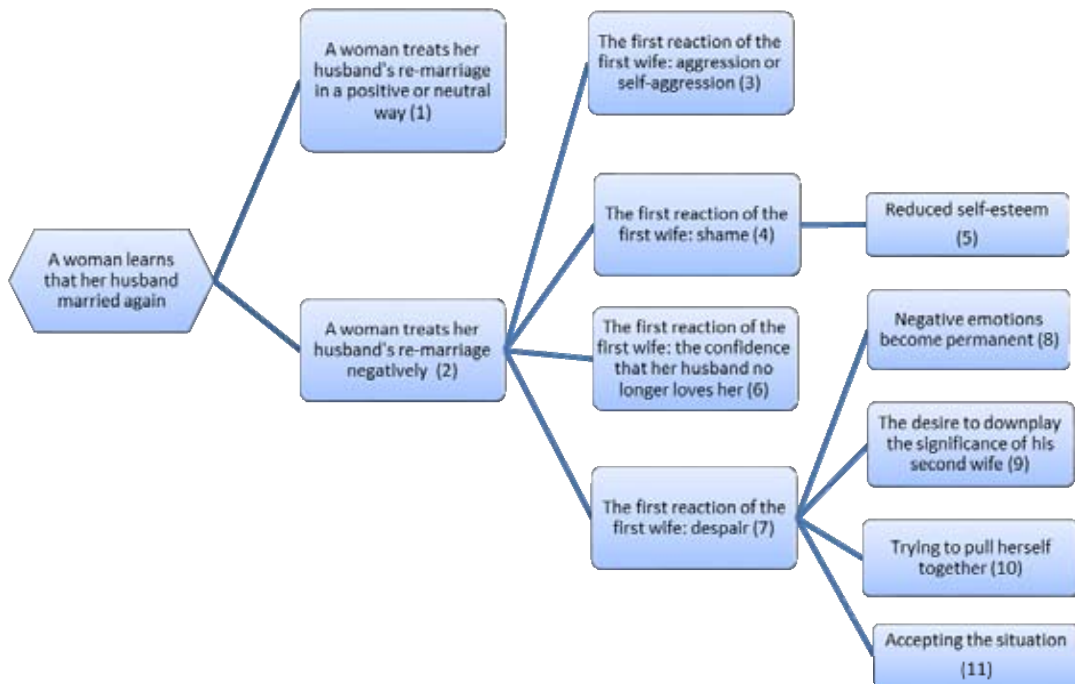 A woman learns
that her husband
married again
A woman treats her
husband's re-marriage
in a positive or neutral
way (1)
A woman treats her
husband's re-marriage
negatively (2)
The first reaction of the
first wife: aggression or
self-aggression (3)
The first reaction of the
first wife: shame (4)
Reduced self-esteem
(5)
The first reaction of the
first wife: the confidence
that her husband no
longer loves her (6)
The first reaction of the
first wife: despair (7)
Negative emotions
become permanent (8)
The desire to downplay
the significance of his
second wife (9)
Trying to pull herself
together (10)
Accepting the situation
(11)